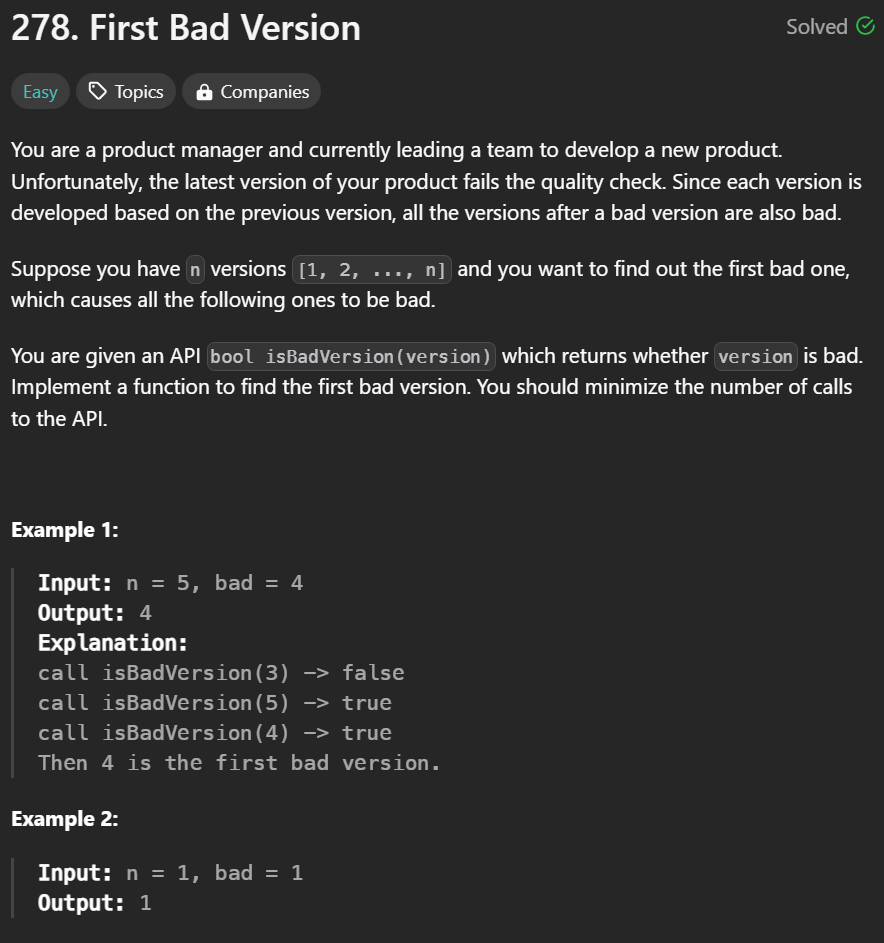 278. First Bad Version
Solved
Easy
Topics
Companies
You are a product manager and currently leading a team to develop a new product.
Unfortunately, the latest version of your product fails the quality check. Since each version is
developed based on the previous version, all the versions after a bad version are also bad.
Suppose you have n versions [1, 2, ..., n] and you want to find out the first bad one,
which causes all the following ones to be bad.
You are given an API bool isBadVersion(version) which returns whether version is bad.
Implement a function to find the first bad version. You should minimize the number of calls
to the API.
Example 1:
Input: n = 5, bad = 4
Output: 4
Explanation:
call isBadVersion(3) -> false
call isBadVersion(5) -> true
call isBadVersion(4) -> true
Then 4 is the first bad version.
Example 2:
Input: n = 1, bad = 1
Output: 1